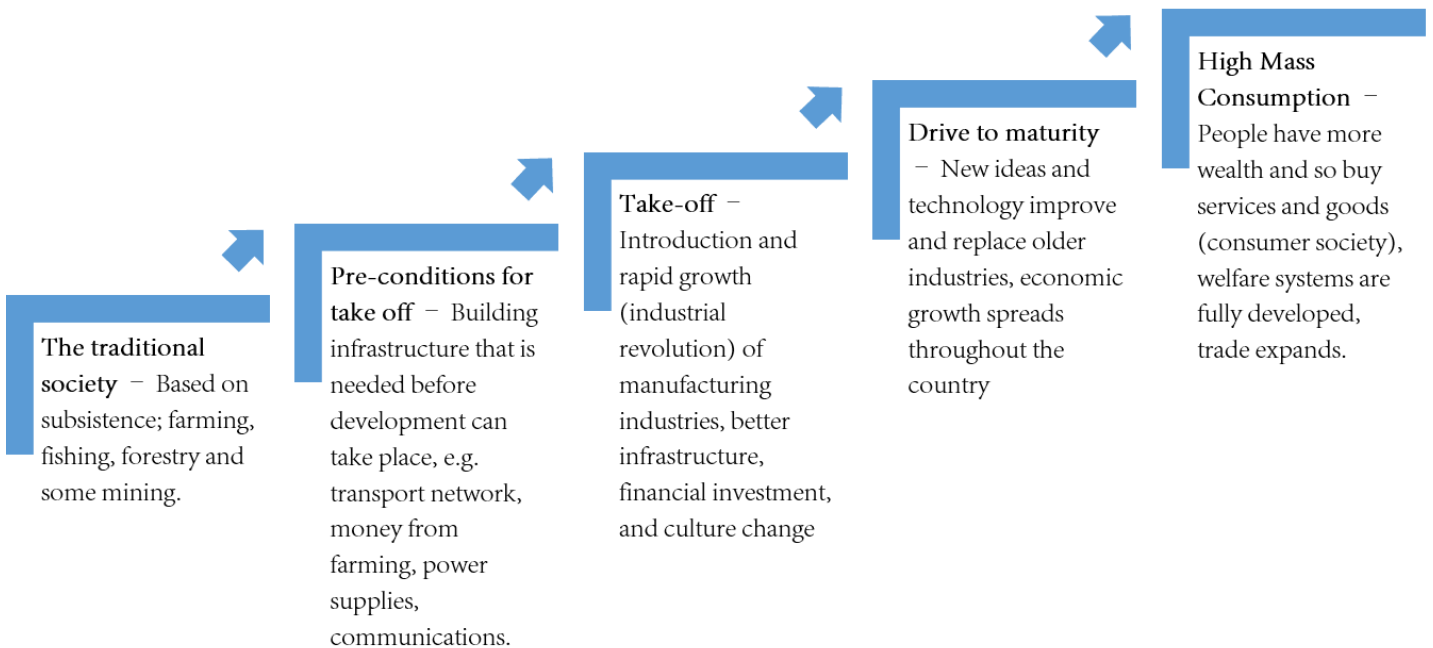 The traditional
society – Based on
subsistence; farming,
fishing, forestry and
some mining.
Pre-conditions for
take off – Building
infrastructure that is
needed before
development can
take place, e.g.
transport network,
money from
farming, power
supplies,
communications.
Take-off –
Introduction and
rapid growth
(industrial
revolution) of
manufacturing
industries, better
infrastructure,
financial investment,
and culture change
Drive to maturity
– New ideas and
technology improve
and replace older
industries, economic
growth spreads
throughout the
country
High Mass
Consumption –
People have more
wealth and so buy
services and goods
(consumer society),
welfare systems are
fully developed,
trade expands.